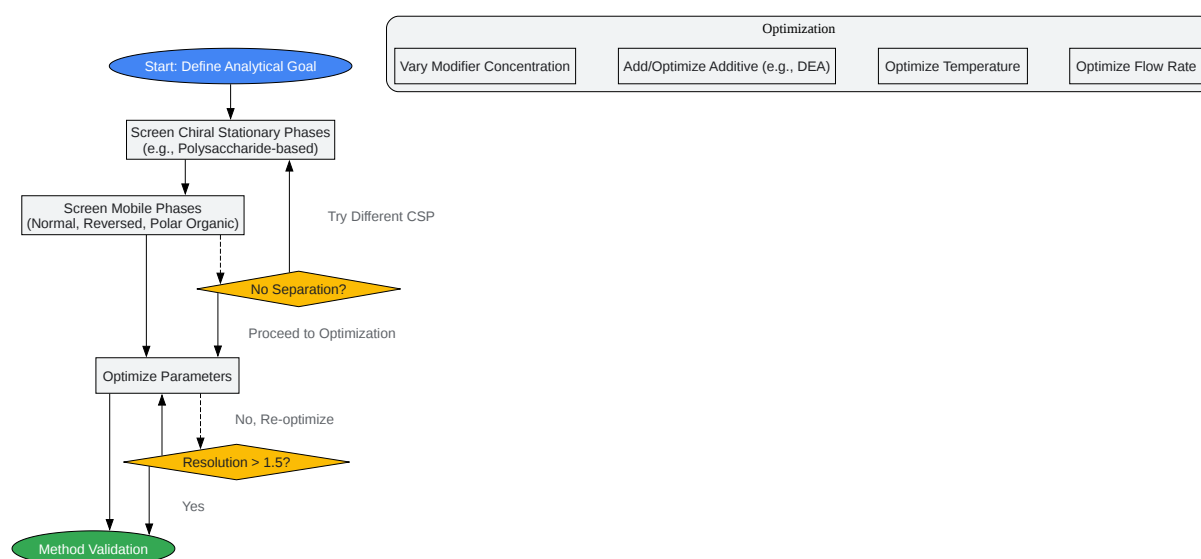 Optimization
Start: Define Analytical Goal
Vary Modifier Concentration
Add/Optimize Additive (e.g., DEA)
Optimize Temperature
Optimize Flow Rate
Screen Chiral Stationary Phases
(e.g., Polysaccharide-based)
Screen Mobile Phases
(Normal, Reversed, Polar Organic)
Try Different CSP
No Separation?
Proceed to Optimization
Optimize Parameters
No, Re-optimize
Resolution > 1.5?
Yes
Method Validation